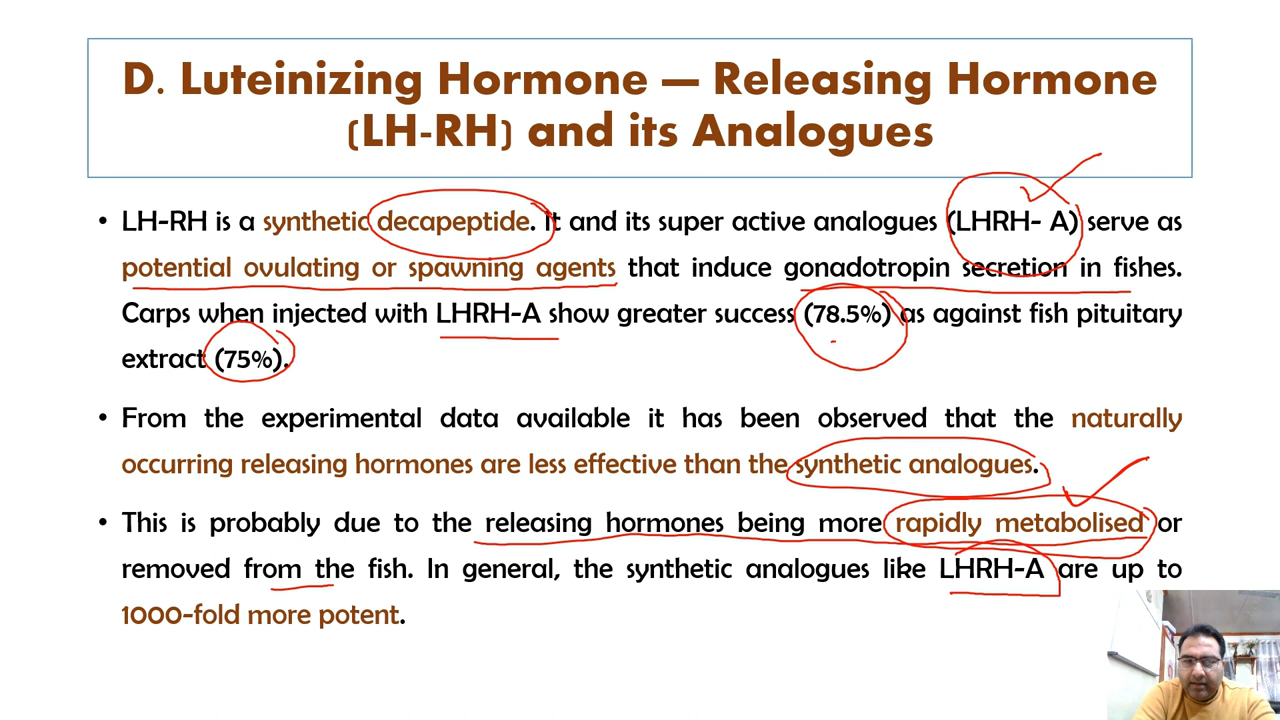 D. Luteinizing Hormone — Releasing Hormone
(LH-RH) and its Analogues
• LH-RH is a synthetic decapeptide. It and its super active analogues (LHRH- A) serve as
potential ovulating or spawning agents that induce gonadotropin secretion in fishes.
Carps when injected with LHRH-A show greater success (78.5%) as against fish pituitary
extract (75%).
• From the experimental data available it has been observed that the naturally
occurring releasing hormones are less effective than the synthetic analogues.
• This is probably due to the releasing hormones being more rapidly metabolised or
removed from the fish. In general, the synthetic analogues like LHRH-A are up to
1000-fold more potent.